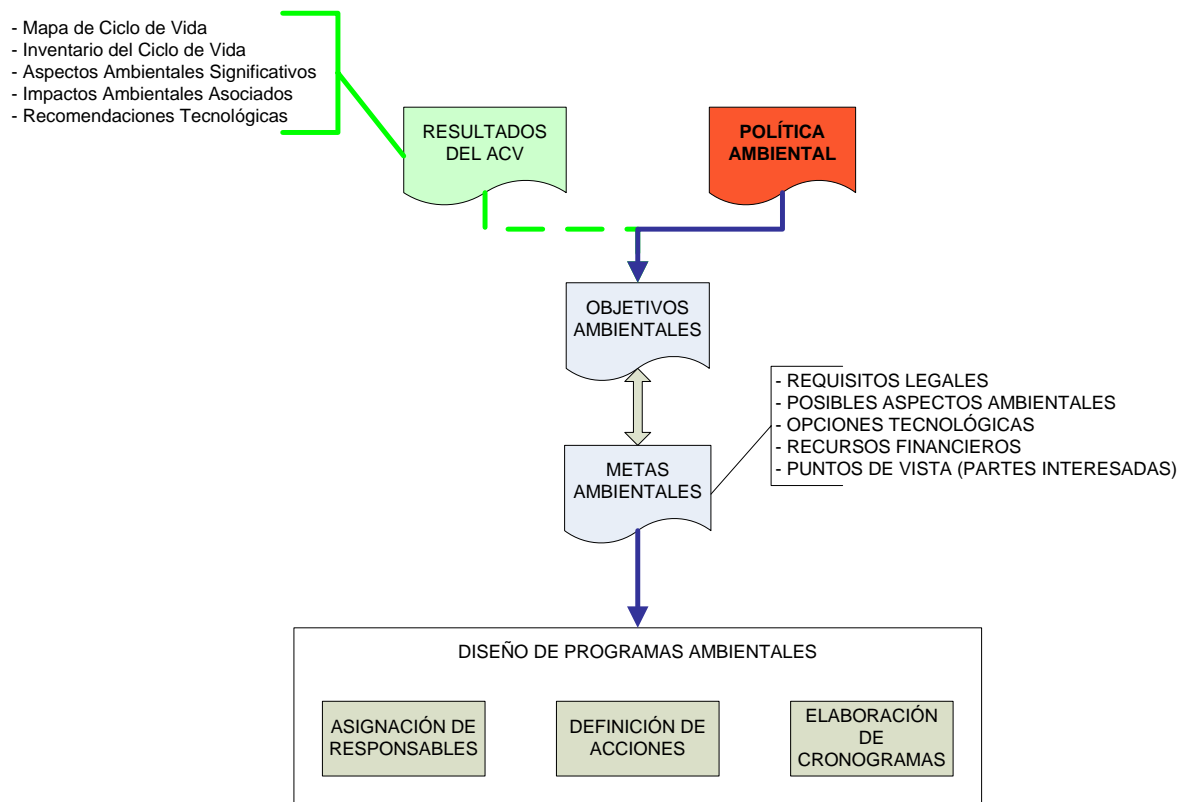 - Mapa de Ciclo de Vida
- Inventario del Ciclo de Vida
- Aspectos Ambientales Significativos
- Impactos Ambientales Asociados
- Recomendaciones Tecnológicas
RESULTADOS
DEL ACV
POLÍTICA
AMBIENTAL
OBJETIVOS
AMBIENTALES
- REQUISITOS LEGALES
- POSIBLES ASPECTOS AMBIENTALES
- OPCIONES TECNOLÓGICAS
- RECURSOS FINANCIEROS
- PUNTOS DE VISTA (PARTES INTERESADAS)
METAS
AMBIENTALES
DISEÑO DE PROGRAMAS AMBIENTALES
ASIGNACIÓN DE
RESPONSABLES
DEFINICIÓN DE
ACCIONES
ELABORACIÓN
DE
CRONOGRAMAS